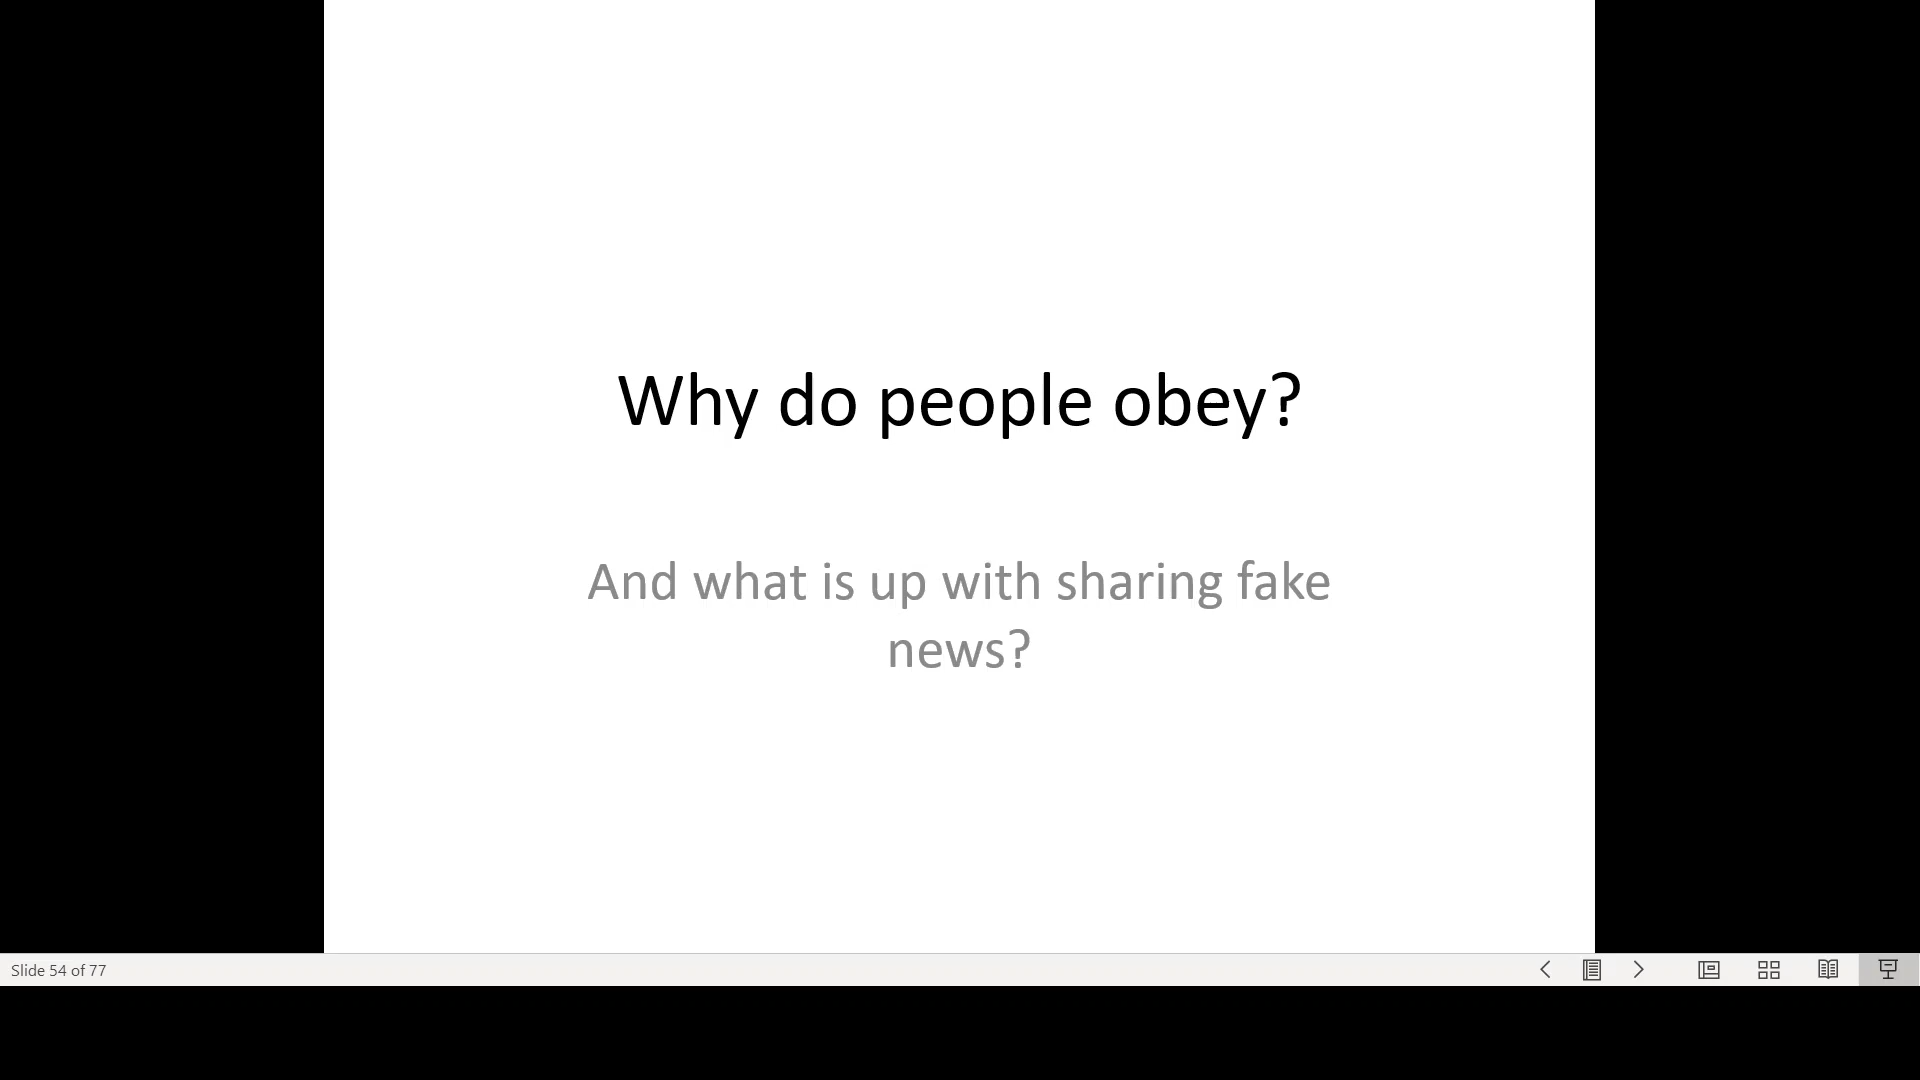 Why do people obey?
And what is up with sharing fake
news?
Slide 54 of 77